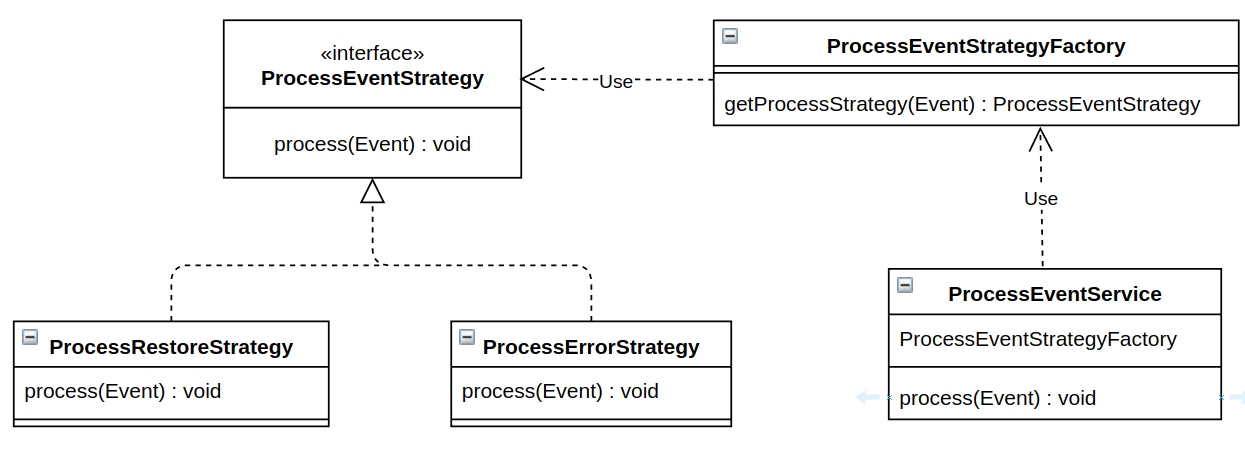 «interface»
ProcessEventStrategy
process(Event) : void
Use
ProcessEventStrategyFactory
getProcessStrategy(Event) : ProcessEventStrategy
Use
ProcessRestoreStrategy
process(Event) : void
ProcessErrorStrategy
process(Event) : void
ProcessEventService
ProcessEventStrategyFactory
process(Event) : void